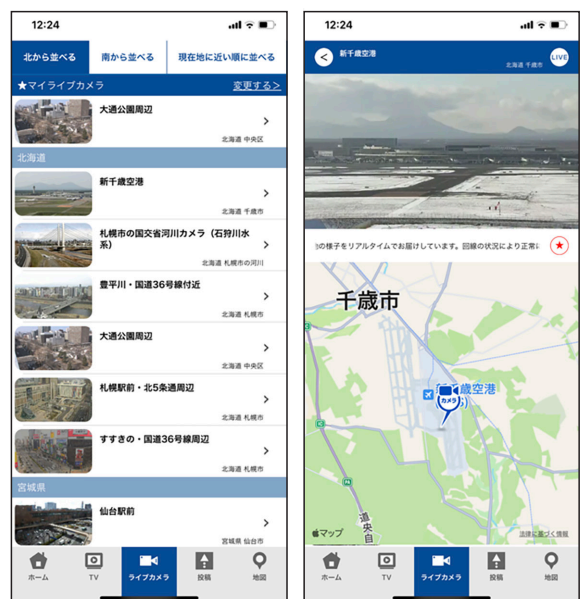 12:24
北から並べる
南から並べる
現在地に近い順に並べる
★マイライブカメラ
変更する＞
大通公園周辺
北海道 中央区
北海道
新千歳空港
北海道 千歳市
札幌市の国交省河川カメラ（石狩川水
系）
北海道 札幌市の河川
豊平川・国道36号線付近
北海道 札幌市
大通公園周辺
北海道 中央区
札幌駅前・北5条通周辺
北海道 札幌市
すすきの・国道36号線周辺
北海道 札幌市
宮城県
仙台駅前
宮城県 仙台市
ホーム
TV
ライブカメラ
投稿
地図
12:24
新千歳空港
北海道 千歳市
LIVE
の様子をリアルタイムでお届けしています。回線の状況により正常に
千歳市
千歳空港
カメラ
道央自
マップ
法律に基づく情報
ホーム
TV
ライブカメラ
投稿
地図